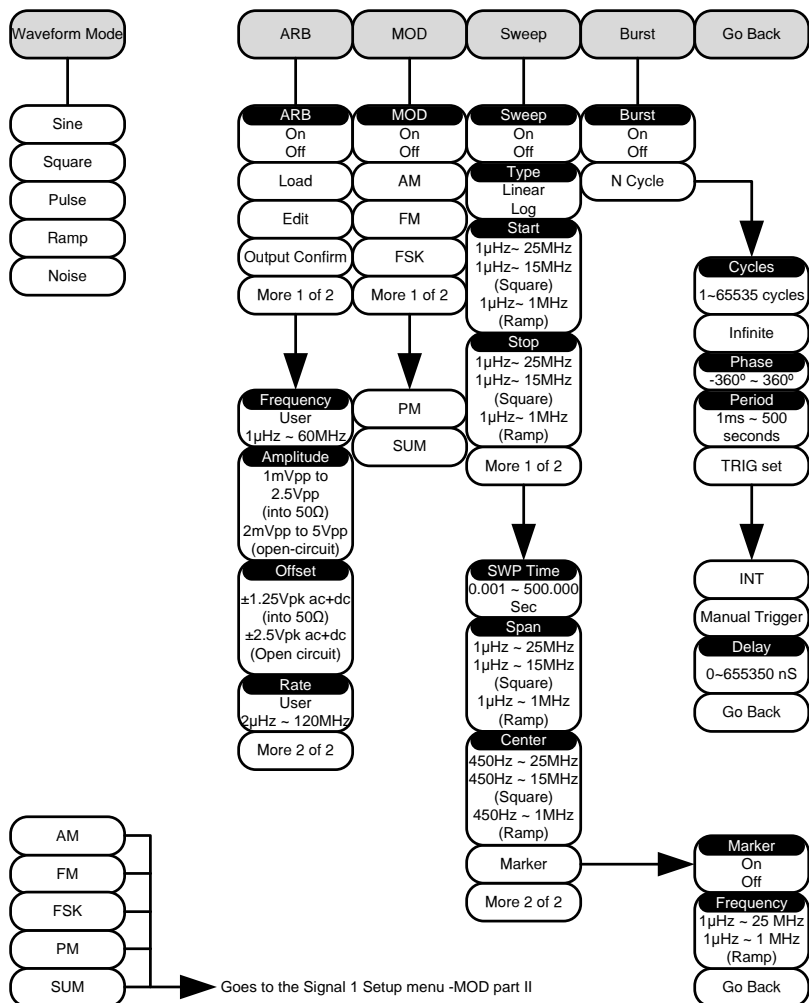 Waveform Mode
Sine
Square
Pulse
Ramp
Noise
ARB
ARB
On
Off
Load
Edit
Output Confirm
More 1 of 2
Frequency
User
1µHz ~ 60MHz
Amplitude
1mVpp to
2.5Vpp
(into 50Ω)
2mVpp to 5Vpp
(open-circuit)
Offset
±1.25Vpk ac+dc
(into 50Ω)
±2.5Vpk ac+dc
(Open circuit)
Rate
User
2µHz ~ 120MHz
More 2 of 2
MOD
MOD
On
Off
AM
FM
FSK
More 1 of 2
PM
SUM
Sweep
Sweep
On
Off
Type
Linear
Log
Start
1µHz~ 25MHz
1µHz~ 15MHz
(Square)
1µHz~ 1MHz
(Ramp)
Stop
1µHz~ 25MHz
1µHz~ 15MHz
(Square)
1µHz~ 1MHz
(Ramp)
More 1 of 2
SWP Time
0.001 ~ 500.000
Sec
Span
1µHz ~ 25MHz
1µHz ~ 15MHz
(Square)
1µHz ~ 1MHz
(Ramp)
Center
450Hz ~ 25MHz
450Hz ~ 15MHz
(Square)
450Hz ~ 1MHz
(Ramp)
Marker
More 2 of 2
Burst
Burst
On
Off
N Cycle
Go Back
Cycles
1~65535 cycles
Infinite
Phase
-360º ~ 360º
Period
1ms ~ 500
seconds
TRIG set
INT
Manual Trigger
Delay
0~655350 nS
Go Back
Marker
On
Off
Frequency
1µHz ~ 25 MHz
1µHz ~ 1 MHz
(Ramp)
Go Back
AM
FM
FSK
PM
SUM
Goes to the Signal 1 Setup menu -MOD part II